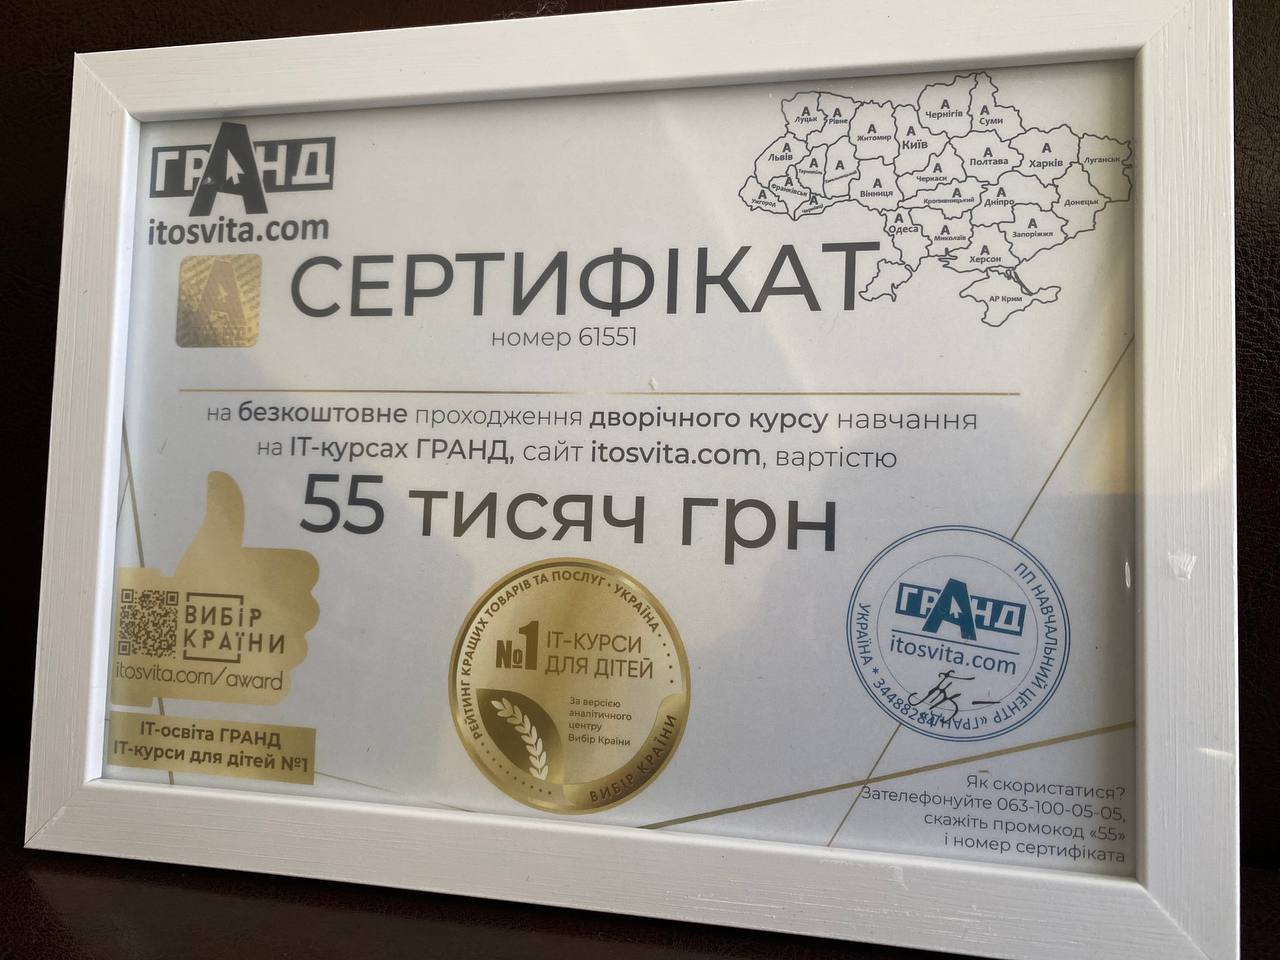 ГРАНД
itosvita.com
СЕРТИФІКАТ
номер 61551
на безкоштовне проходження дворічного курсу навчання
на ІТ-курсах ГРАНД, сайт itosvita.com, вартістю
55 тисяч грн
А Луцьк
А Рівне
А Житомир
А Київ
А Чернігів
А Суми
А Львів
А
А
А Франківськ
А Ужгород
А
А Вінниця
А Черкаси
А Полтава
А Харків
Луганськ
А Кропивницький
А Дніпро
Донецьк
А Одеса
А Миколаїв
А Запоріжжя
А Херсон
АР Крим
ВИБІР
КРАЇНИ
itosvita.com/award
ІТ-освіта ГРАНД
ІТ-курси для дітей №1
РЕЙТИНГ КРАЩИХ ТОВАРІВ ТА ПОСЛУГ • УКРАЇНА
№1 ІТ-КУРСИ
ДЛЯ ДІТЕЙ
За версією
аналітичного
центру
Вибір Країни
ВИБІР КРАЇНИ
ПП НАВЧАЛЬНИЙ ЦЕНТР «ГРАНД»
УКРАЇНА *
ГРАНД
itosvita.com
Як скористатися?
Зателефонуйте 063-100-05-05,
скажіть промокод «55»
і номер сертифіката